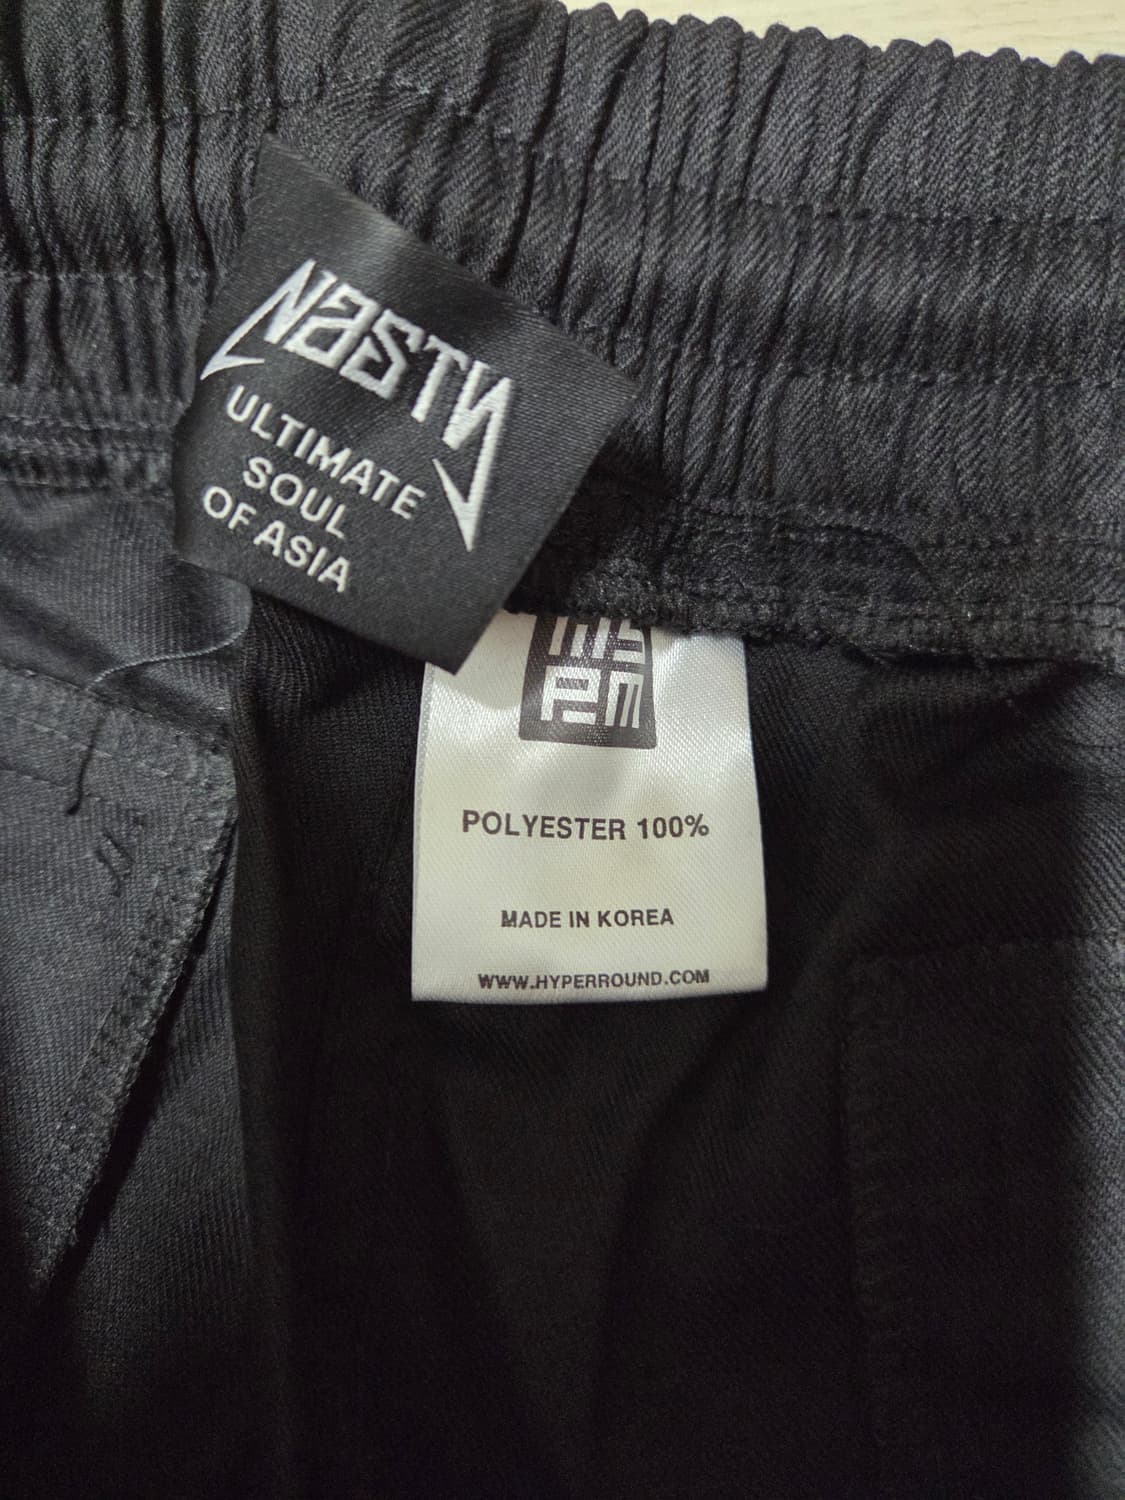 NASTY
ULTIMATE
SOUL
OF ASIA
POLYESTER 100%
MADE IN KOREA
WWW.HYPERROUND.COM